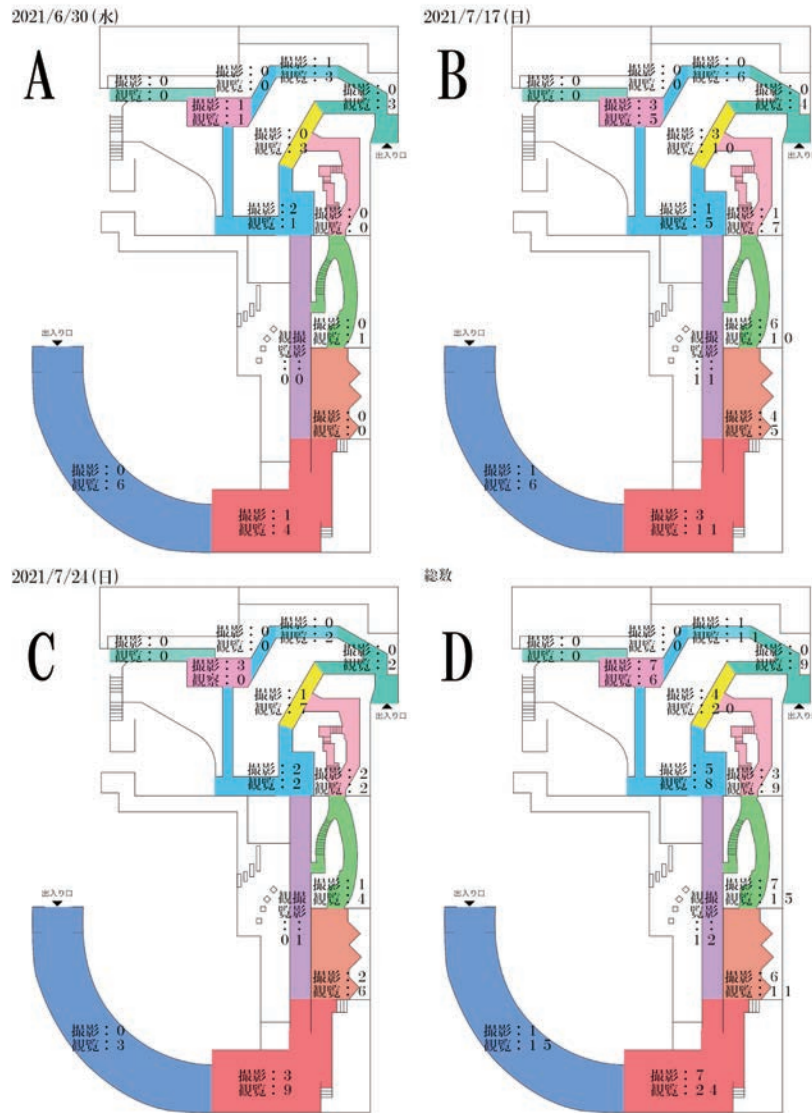 2021/6/30(水)
A
撮影：0
観覧：0
撮影：0
観覧：0
撮影：1
観覧：3
撮影：0
観覧：3
出入り口
撮影：1
観覧：1
撮影：0
観覧：3
撮影：2
観覧：1
撮影：0
観覧：0
撮影：0
観覧：1
撮影：0
観覧：0
撮影：0
観覧：0
出入り口
撮影：0
観覧：6
撮影：1
観覧：4
2021/7/17(日)
B
撮影：0
観覧：0
撮影：0
観覧：0
撮影：0
観覧：6
撮影：0
観覧：4
出入り口
撮影：3
観覧：5
撮影：3
観覧：10
撮影：1
観覧：5
撮影：1
観覧：7
撮影：6
観覧：10
撮影：1
観覧：1
撮影：4
観覧：5
出入り口
撮影：1
観覧：6
撮影：3
観覧：11
2021/7/24(日)
C
撮影：0
観覧：0
撮影：0
観覧：0
撮影：0
観覧：2
撮影：0
観覧：2
出入り口
撮影：3
観察：0
撮影：1
観覧：7
撮影：2
観覧：2
撮影：2
観覧：2
撮影：1
観覧：4
撮影：1
観覧：0
撮影：2
観覧：6
出入り口
撮影：0
観覧：3
撮影：3
観覧：9
総数
D
撮影：0
観覧：0
撮影：0
観覧：0
撮影：1
観覧：11
撮影：0
観覧：9
出入り口
撮影：7
観覧：6
撮影：4
観覧：20
撮影：5
観覧：8
撮影：3
観覧：9
撮影：7
観覧：15
撮影：2
観覧：1
撮影：6
観覧：11
出入り口
撮影：1
観覧：15
撮影：7
観覧：24